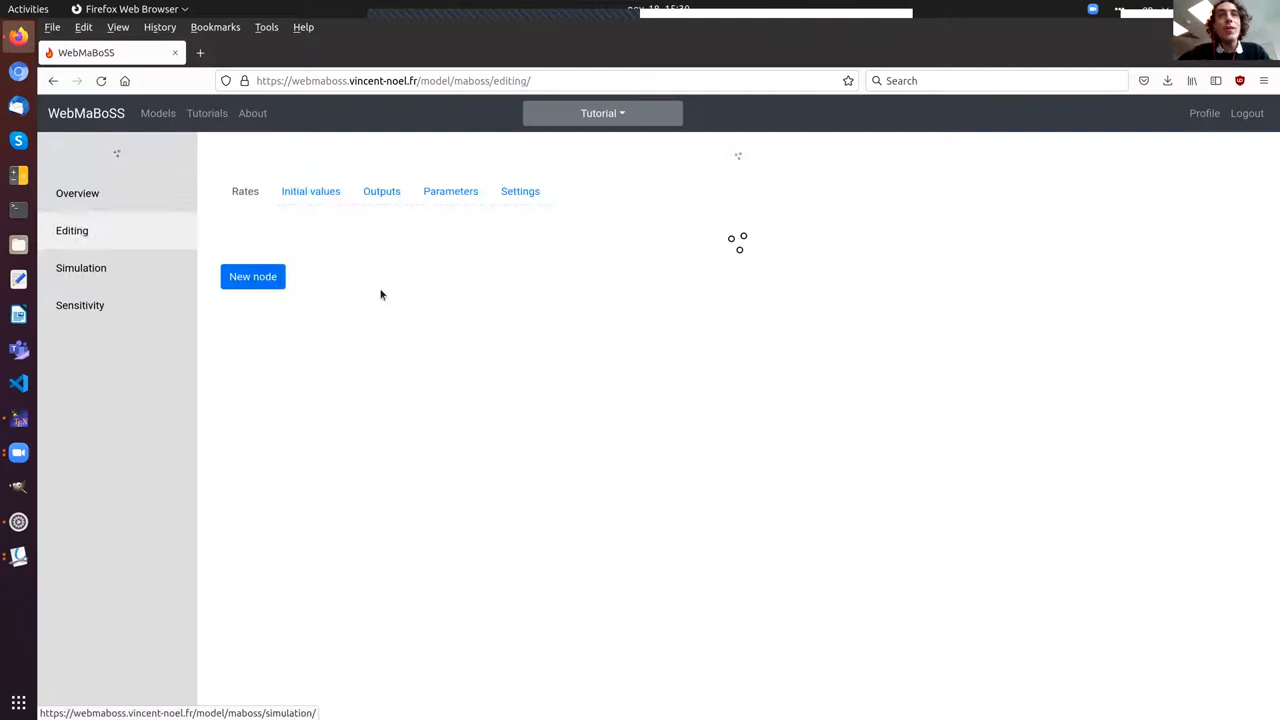 Activities
Firefox Web Browser
File Edit View History Bookmarks Tools Help
WebMaBoSS
https://webmaboss.vincent-noel.fr/model/maboss/editing/
Search
WebMaBoSS Models Tutorials About
Tutorial
Profile Logout
Overview
Rates Initial values Outputs Parameters Settings
Editing
Simulation
New node
Sensitivity
https://webmaboss.vincent-noel.fr/model/maboss/simulation/